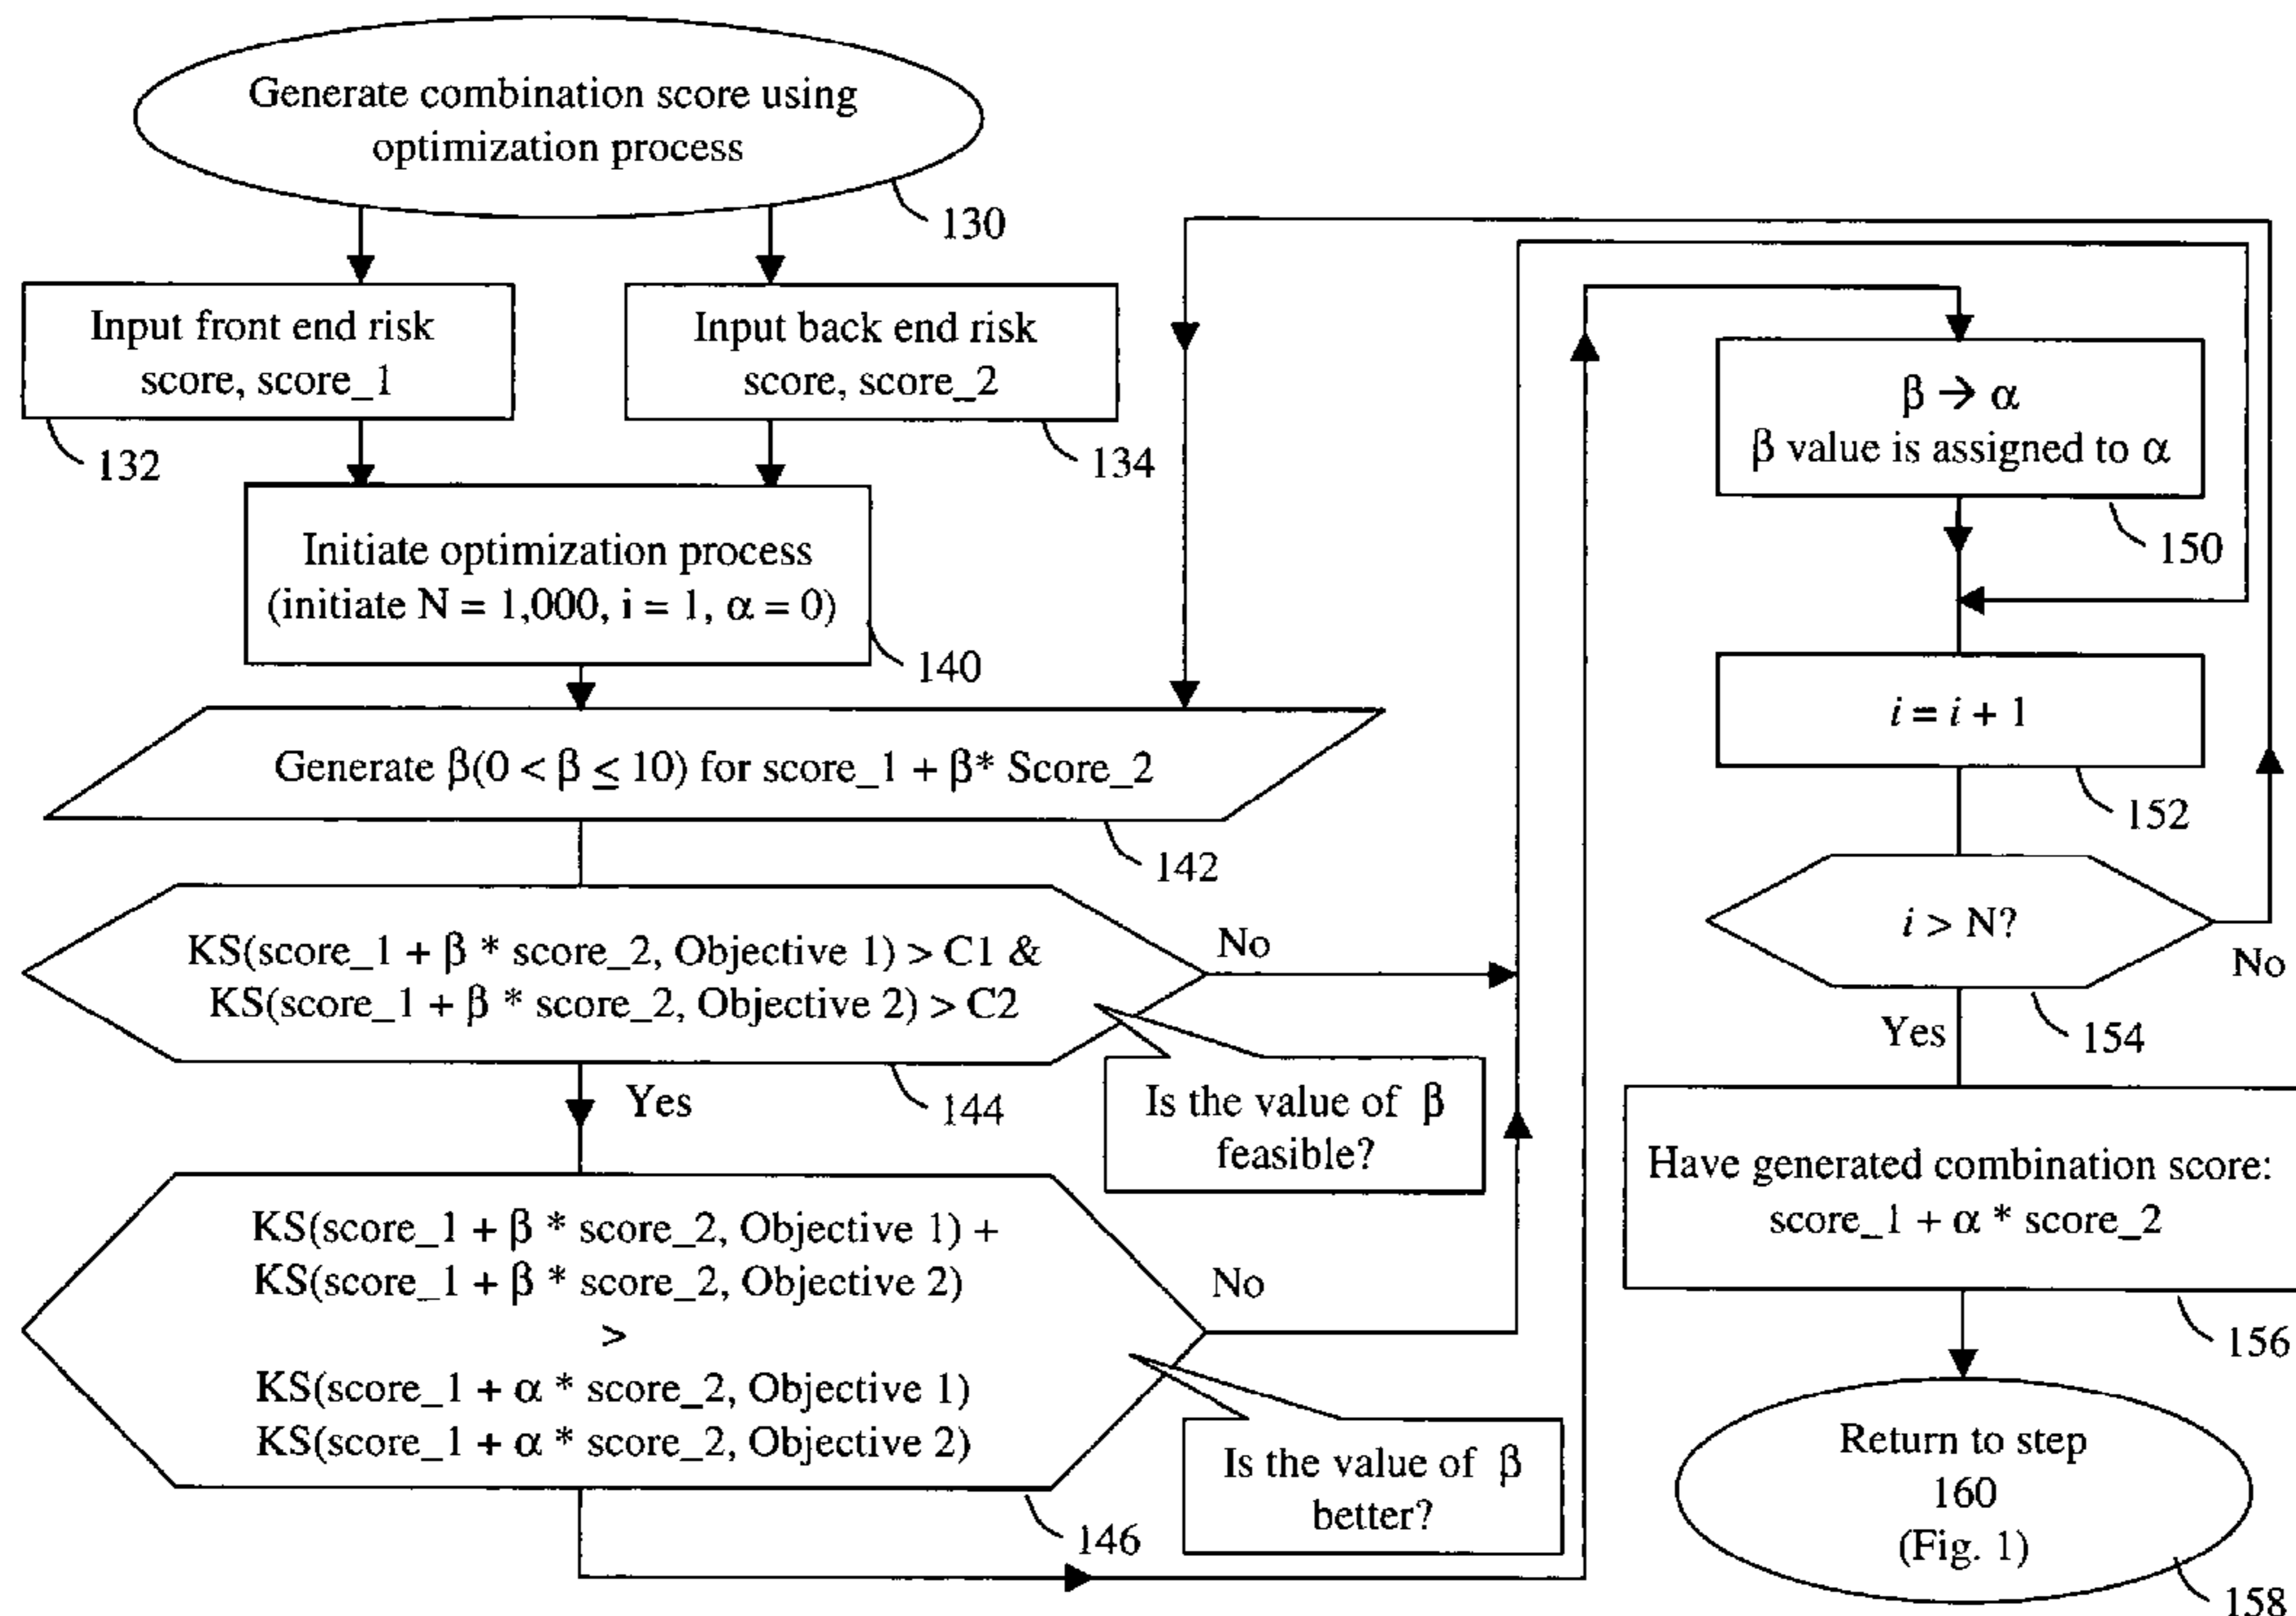 Generate combination score using
optimization process
130
Input front end risk
score, score_1
132
Input back end risk
score, score_2
134
Initiate optimization process
(initiate N = 1,000, i = 1, α = 0)
140
Generate β(0 < β ≤ 10) for score_1 + β* Score_2
142
KS(score_1 + β * score_2, Objective 1) > C1 &
KS(score_1 + β * score_2, Objective 2) > C2
No
Yes
144
Is the value of β
feasible?
KS(score_1 + β * score_2, Objective 1) +
KS(score_1 + β * score_2, Objective 2)
>
KS(score_1 + α * score_2, Objective 1)
KS(score_1 + α * score_2, Objective 2)
No
146
Is the value of β
better?
β → α
β value is assigned to α
150
i = i + 1
152
i > N?
No
Yes
154
Have generated combination score:
score_1 + α * score_2
156
Return to step
160
(Fig. 1)
158